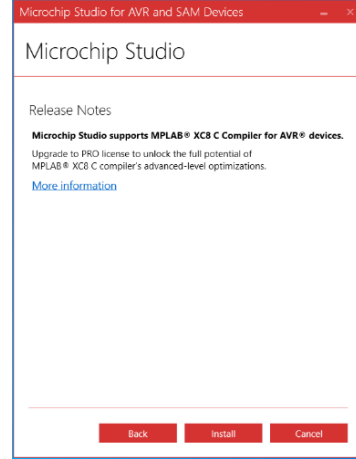 Microchip Studio for AVR and SAM Devices
Microchip Studio
Release Notes
Microchip Studio supports MPLAB® XC8 C Compiler for AVR® devices.
Upgrade to PRO license to unlock the full potential of
MPLAB® XC8 C compiler's advanced-level optimizations.
More information
Back Install Cancel